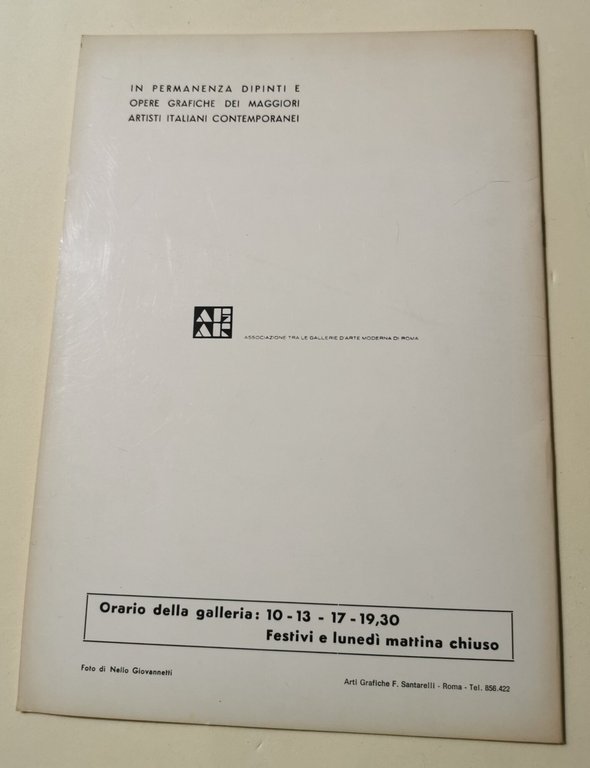 IN PERMANENZA DIPINTI E
OPERE GRAFICHE DEI MAGGIORI
ARTISTI ITALIANI CONTEMPORANEI
ASSOCIAZIONE TRA LE GALLERIE D'ARTE MODERNA DI ROMA
Orario della galleria: 10 - 13 - 17 - 19,30
Festivi e lunedì mattina chiuso
Foto di Nello Giovannetti
Arti Grafiche F. Santarelli - Roma - Tel. 856.422